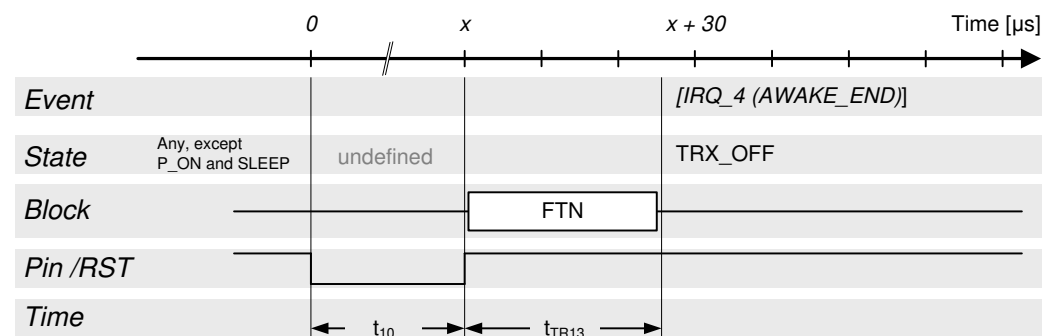 0 x x + 30 Time [µs]
Event [IRQ_4 (AWAKE_END)]
State Any, except P_ON and SLEEP undefined TRX_OFF
Block FTN
Pin /RST
Time t10 tTR13